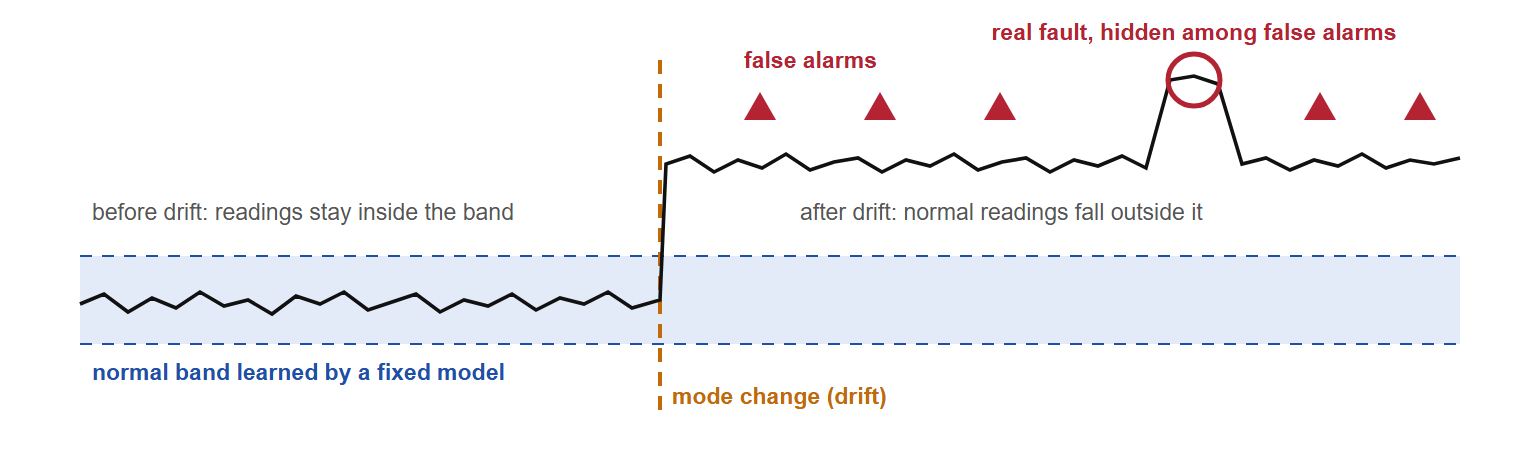 real fault, hidden among false alarms
false alarms
before drift: readings stay inside the band
after drift: normal readings fall outside it
normal band learned by a fixed model
mode change (drift)